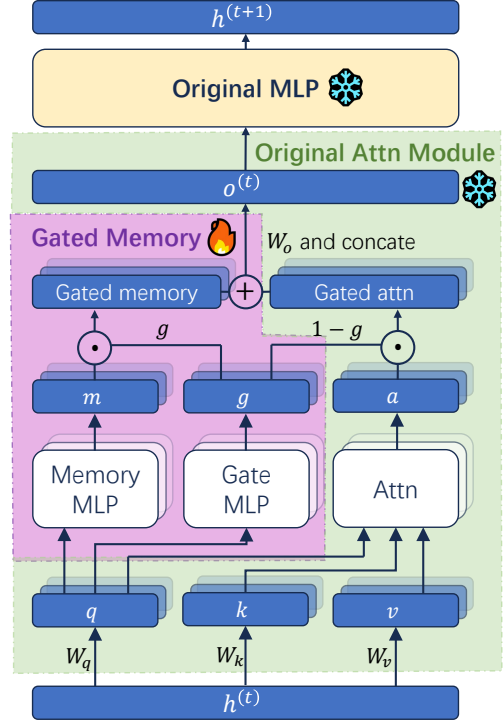 h^{(t+1)}
Original MLP
Original Attn Module
o^{(t)}
Gated Memory
W_o and concate
Gated memory
+
Gated attn
g
1 − g
m
g
a
Memory
MLP
Gate
MLP
Attn
q
k
v
W_q
W_k
W_v
h^{(t)}